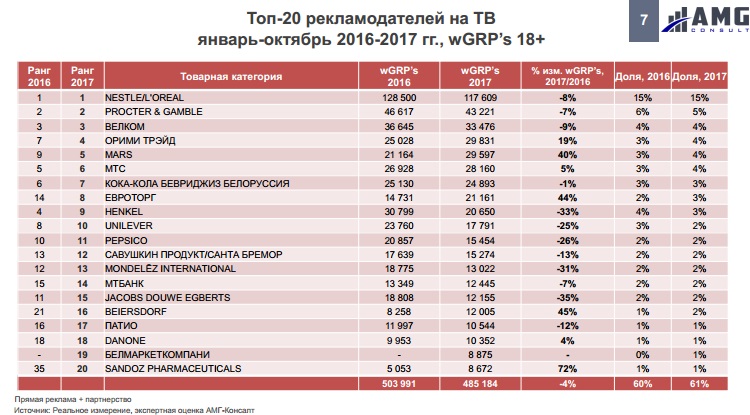 Топ-20 рекламодателей на ТВ
январь-октябрь 2016-2017 гг., wGRP's 18+
7
AMG
CONSULT
Ранг 2016 Ранг 2017 Товарная категория wGRP's 2016 wGRP's 2017 % изм. wGRP's, 2017/2016 Доля, 2016 Доля, 2017
1 1 NESTLE/L'OREAL 128 500 117 609 -8% 15% 15%
2 2 PROCTER & GAMBLE 46 617 43 221 -7% 6% 5%
3 3 ВЕЛКОМ 36 645 33 476 -9% 4% 4%
7 4 ОРИМИ ТРЭЙД 25 028 29 831 19% 3% 4%
9 5 MARS 21 164 29 597 40% 3% 4%
5 6 МТС 26 928 28 160 5% 3% 4%
6 7 КОКА-КОЛА БЕВРИДЖИЗ БЕЛОРУССИЯ 25 130 24 893 -1% 3% 3%
14 8 ЕВРОТОРГ 14 731 21 161 44% 2% 3%
4 9 HENKEL 30 799 20 650 -33% 4% 3%
8 10 UNILEVER 23 760 17 791 -25% 3% 2%
10 11 PEPSICO 20 857 15 454 -26% 2% 2%
13 12 САВУШКИН ПРОДУКТ/САНТА БРЕМОР 17 639 15 274 -13% 2% 2%
12 13 MONDELĒZ INTERNATIONAL 18 775 13 022 -31% 2% 2%
15 14 МТБАНК 13 349 12 445 -7% 2% 2%
11 15 JACOBS DOUWE EGBERTS 18 808 12 155 -35% 2% 2%
21 16 BEIERSDORF 8 258 12 005 45% 1% 2%
16 17 ПАТИО 11 997 10 544 -12% 1% 1%
18 18 DANONE 9 953 10 352 4% 1% 1%
- 19 БЕЛМАРКЕТКОМПАНИ - 8 875 - 0% 1%
35 20 SANDOZ PHARMACEUTICALS 5 053 8 672 72% 1% 1%
503 991 485 184 -4% 60% 61%
Прямая реклама + партнерство
Источник: Реальное измерение, экспертная оценка АМГ-Консалт